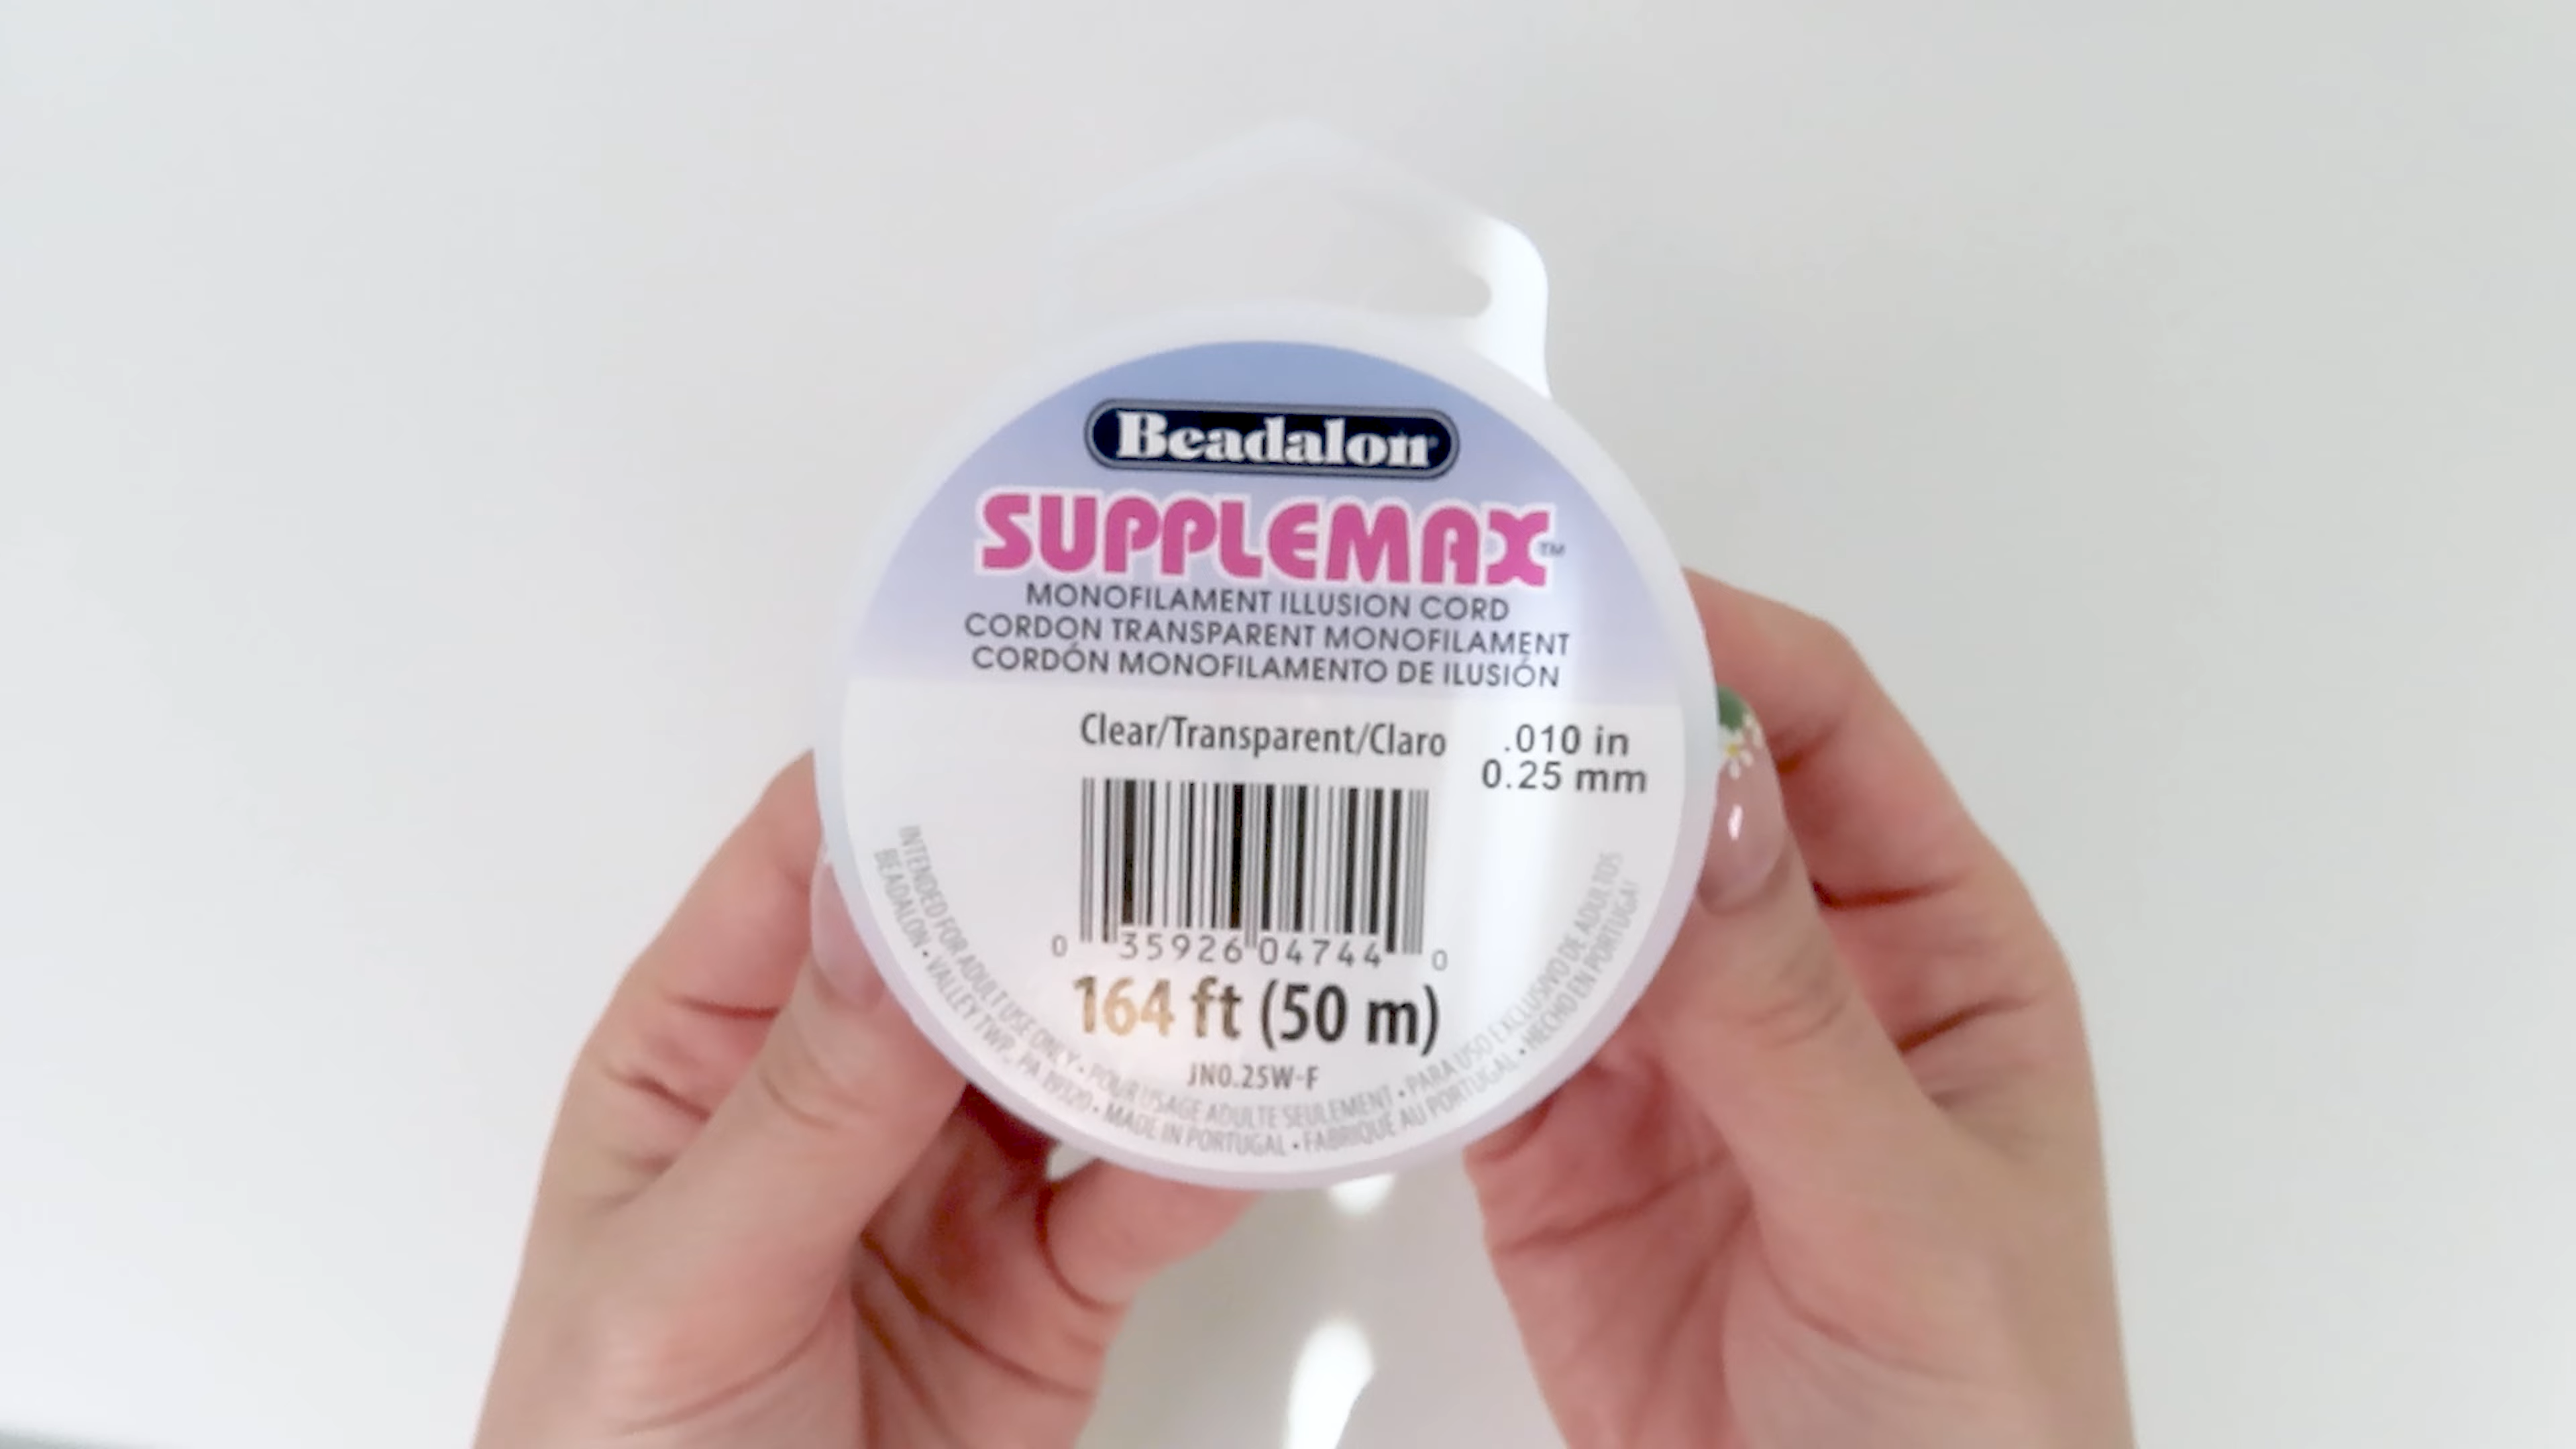 Beadalon
SUPPLEMAX™
MONOFILAMENT ILLUSION CORD
CORDON TRANSPARENT MONOFILAMENT
CORDÓN MONOFILAMENTO DE ILUSIÓN
Clear/Transparent/Claro
.010 in
0.25 mm
0 35926 04744 0
164 ft (50 m)
JN0.25W-F
INTENDED FOR ADULT USE ONLY • POUR USAGE ADULTE SEULEMENT • PARA USO EXCLUSIVO DE ADULTOS
BEADALON • VALLEY TWP, PA 19320 • MADE IN PORTUGAL • FABRIQUÉ AU PORTUGAL • HECHO EN PORTUGAL